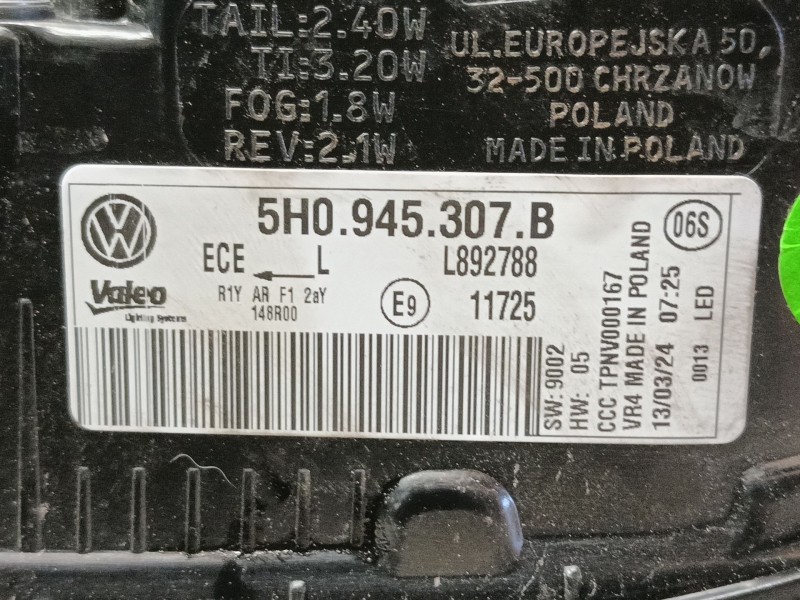 TAIL:2.40W
TI:3.20W
FOG:1.8W
REV:2.1W
UL.EUROPEJSKA 50,
32-500 CHRZANOW
POLAND
MADE IN POLAND
5H0.945.307.B
06S
ECE L
L892788
Valeo
Lighting Systems
R1Y AR F1 2aY
148R00
E9
11725
SW: 9002
HW: 05
CCC TPNV000167
VR4 MADE IN POLAND
13/03/24 07:25
0013 LED